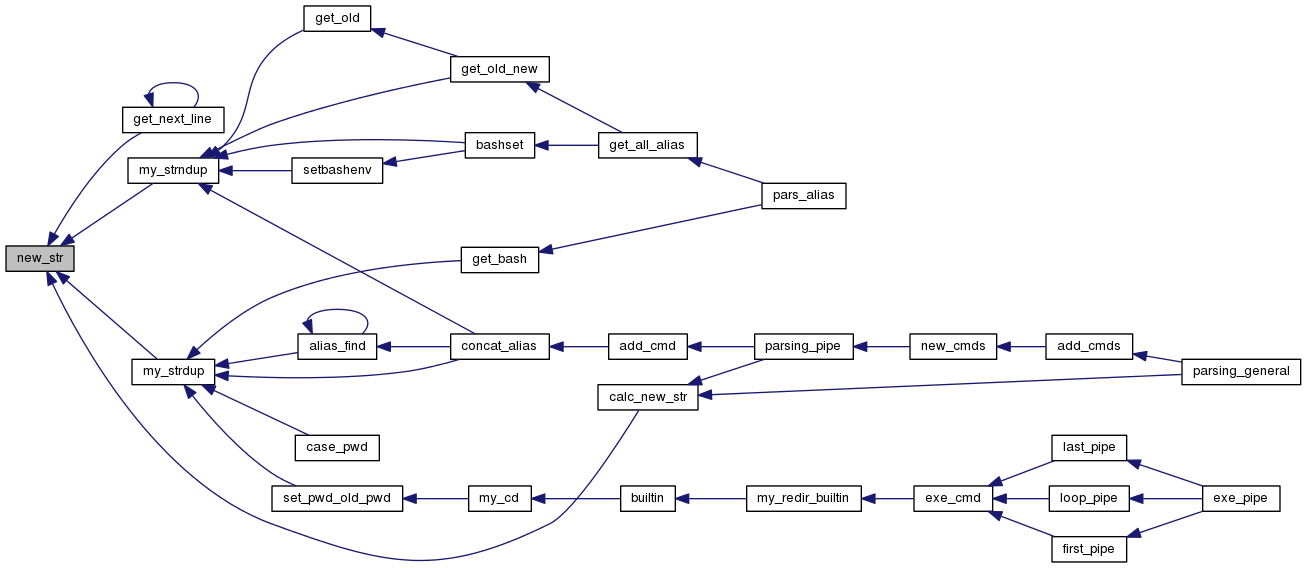 get_old
get_old_new
get_next_line
bashset
get_all_alias
my_strndup
setbashenv
pars_alias
new_str
get_bash
alias_find
concat_alias
add_cmd
parsing_pipe
new_cmds
add_cmds
my_strdup
parsing_general
calc_new_str
case_pwd
last_pipe
set_pwd_old_pwd
my_cd
builtin
my_redir_builtin
exe_cmd
loop_pipe
exe_pipe
first_pipe